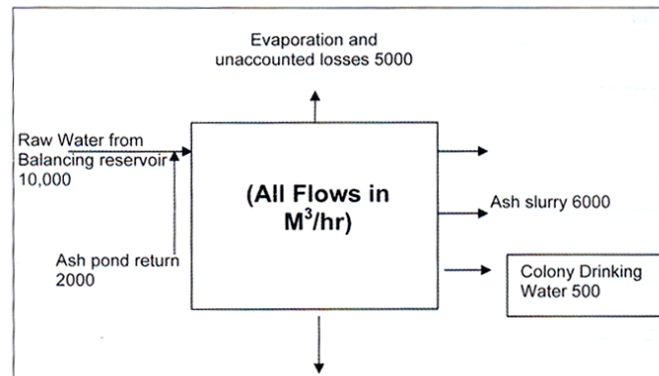 Evaporation and
unaccounted losses 5000
Raw Water from
Balancing reservoir
10,000
(All Flows in
M³/hr)
Ash slurry 6000
Ash pond return
2000
Colony Drinking
Water 500